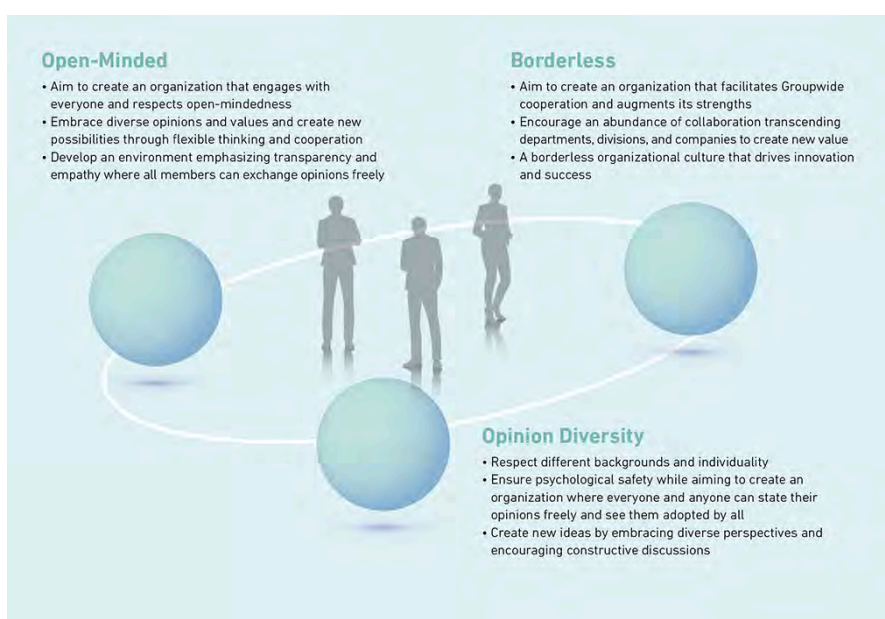 Open-Minded
• Aim to create an organization that engages with
everyone and respects open-mindedness
• Embrace diverse opinions and values and create new
possibilities through flexible thinking and cooperation
• Develop an environment emphasizing transparency and
empathy where all members can exchange opinions freely
Borderless
• Aim to create an organization that facilitates Groupwide
cooperation and augments its strengths
• Encourage an abundance of collaboration transcending
departments, divisions, and companies to create new value
• A borderless organizational culture that drives innovation
and success
Opinion Diversity
• Respect different backgrounds and individuality
• Ensure psychological safety while aiming to create an
organization where everyone and anyone can state their
opinions freely and see them adopted by all
• Create new ideas by embracing diverse perspectives and
encouraging constructive discussions